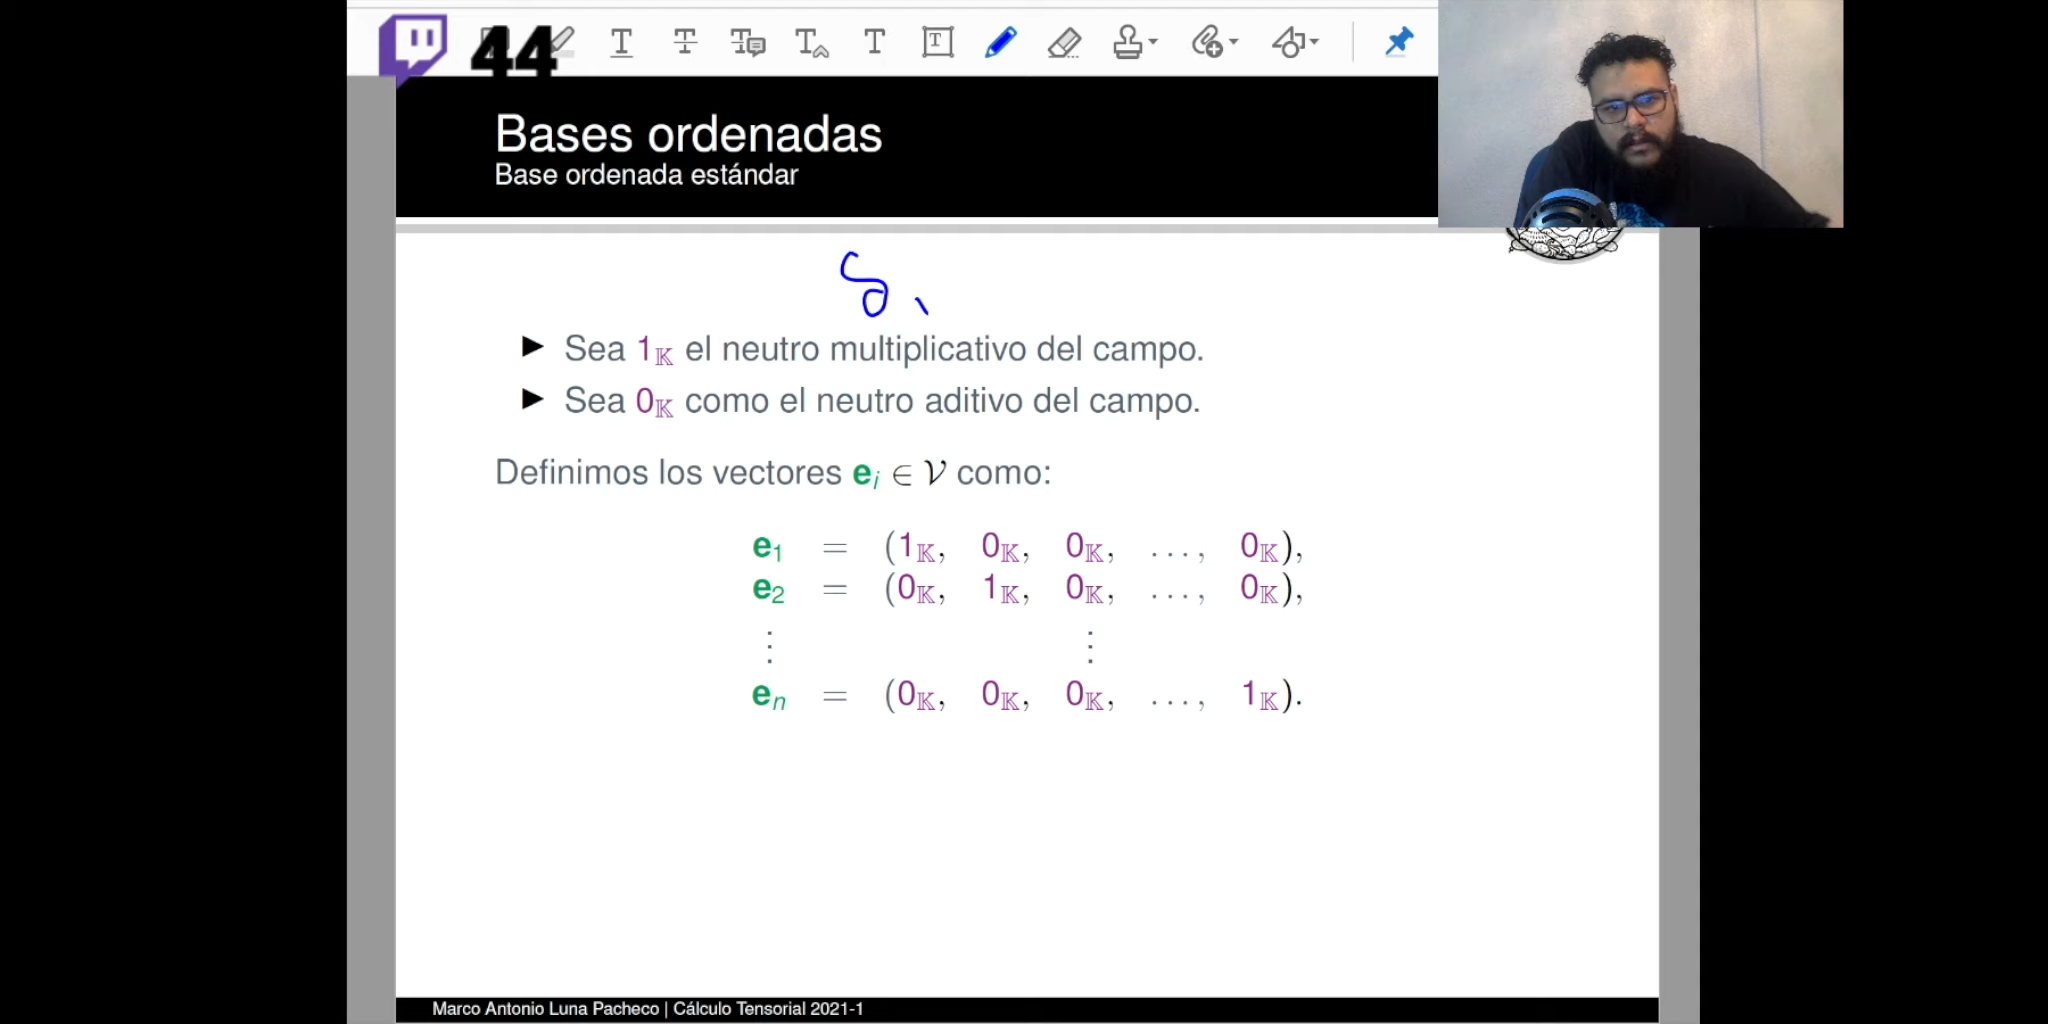 44
Bases ordenadas
Base ordenada estándar
δ
► Sea 1𝕂 el neutro multiplicativo del campo.
► Sea 0𝕂 como el neutro aditivo del campo.
Definimos los vectores eᵢ ∈ 𝒱 como:
e₁ = (1𝕂, 0𝕂, 0𝕂, ..., 0𝕂),
e₂ = (0𝕂, 1𝕂, 0𝕂, ..., 0𝕂),
⋮ ⋮
eₙ = (0𝕂, 0𝕂, 0𝕂, ..., 1𝕂).
Marco Antonio Luna Pacheco | Cálculo Tensorial 2021-1